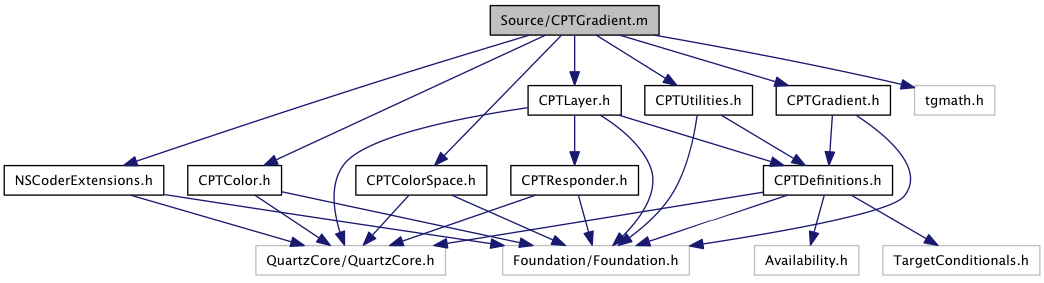 Source/CPTGradient.m
CPTLayer.h
CPTUtilities.h
CPTGradient.h
tgmath.h
NSCoderExtensions.h
CPTColor.h
CPTColorSpace.h
CPTResponder.h
CPTDefinitions.h
QuartzCore/QuartzCore.h
Foundation/Foundation.h
Availability.h
TargetConditionals.h